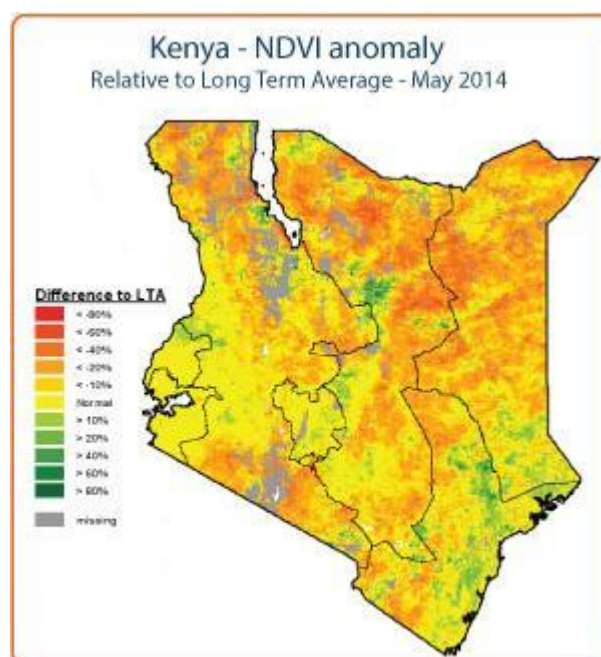 Kenya - NDVI anomaly
Relative to Long Term Average - May 2014
Difference to LTA
< -80%
< -60%
< -40%
< -20%
< -10%
Normal
> 10%
> 20%
> 40%
> 60%
> 80%
missing